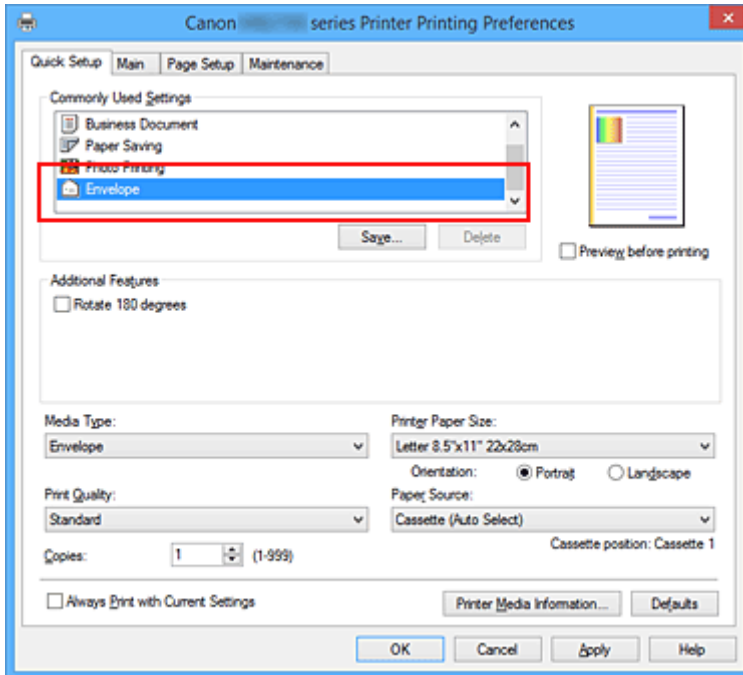 Canon series Printer Printing Preferences
Quick Setup Main Page Setup Maintenance
Commonly Used Settings
Business Document
Paper Saving
Photo Printing
Envelope
Save... Delete
Preview before printing
Additional Features
Rotate 180 degrees
Media Type: Printer Paper Size:
Envelope Letter 8.5"x11" 22x28cm
Orientation: Portrait Landscape
Print Quality: Paper Source:
Standard Cassette (Auto Select)
Cassette position: Cassette 1
Copies: 1 (1-999)
Always Print with Current Settings
Printer Media Information... Defaults
OK Cancel Apply Help